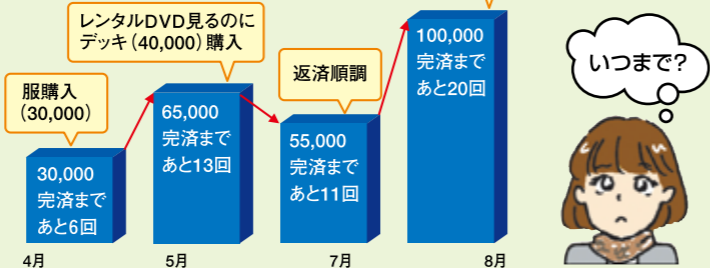 レンタルDVD見るのに
デッキ（40,000）購入
服購入
（30,000）
返済順調
いつまで？
30,000
完済まで
あと6回
65,000
完済まで
あと13回
55,000
完済まで
あと11回
100,000
完済まで
あと20回
4月
5月
7月
8月